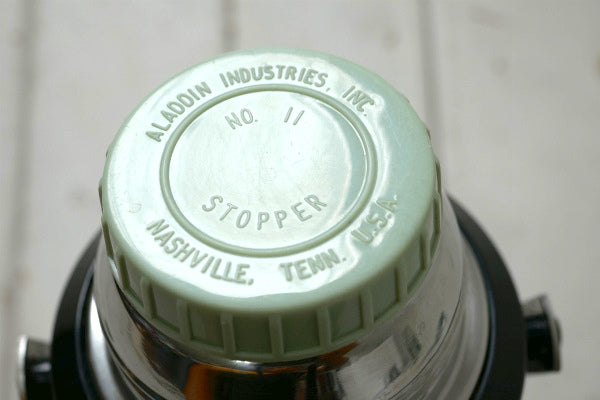 ALADDIN INDUSTRIES, INC.
NO. 11
STOPPER
NASHVILLE, TENN. U.S.A.